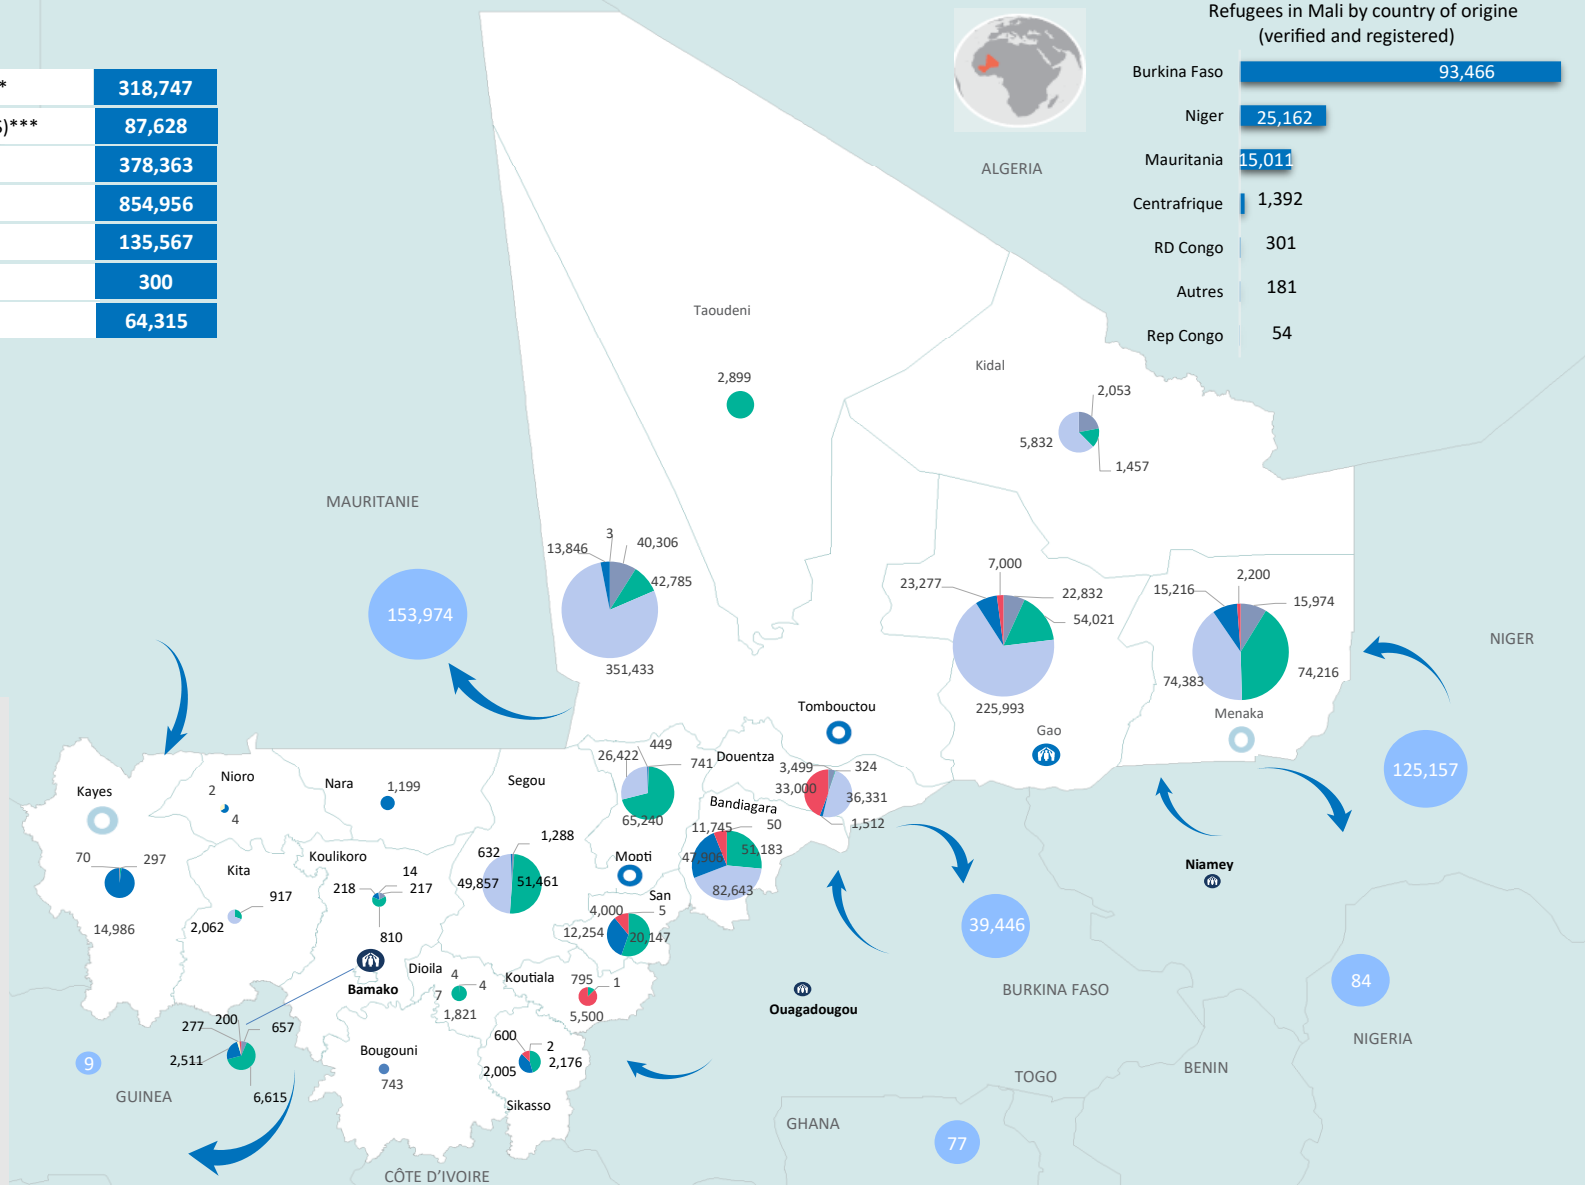 Refugees in Mali by country of origine
(verified and registered)
Burkina Faso 93,466
Niger 25,162
Mauritania 15,011
Centrafrique 1,392
RD Congo 301
Autres 181
Rep Congo 54
* 318,747
)*** 87,628
378,363
854,956
135,567
300
64,315
ALGERIA
Taoudeni
2,899
Kidal
2,053
5,832
1,457
MAURITANIE
153,974
3
13,846
40,306
42,785
351,433
7,000
23,277
22,832
54,021
225,993
Gao
2,200
15,216
15,974
74,383
74,216
Menaka
NIGER
125,157
Tombouctou
Douentza
3,499
324
33,000
36,331
1,512
449
26,422
741
65,240
Mopti
Bandiagara
11,745
50
47,906
51,183
82,643
Segou
1,288
632
49,857
51,461
San
4,000
5
12,254
20,147
Kayes
70
297
14,986
Nioro
2
4
Nara
1,199
Kita
917
2,062
Koulikoro
14
218
217
810
Bamako
Dioila
4
4
7
1,821
Koutiala
795
1
5,500
200
277
657
2,511
6,615
Bougouni
743
600
2
2,176
2,005
Sikasso
9
GUINEA
CÔTE D'IVOIRE
39,446
BURKINA FASO
Ouagadougou
Niamey
84
NIGERIA
BENIN
TOGO
GHANA
77